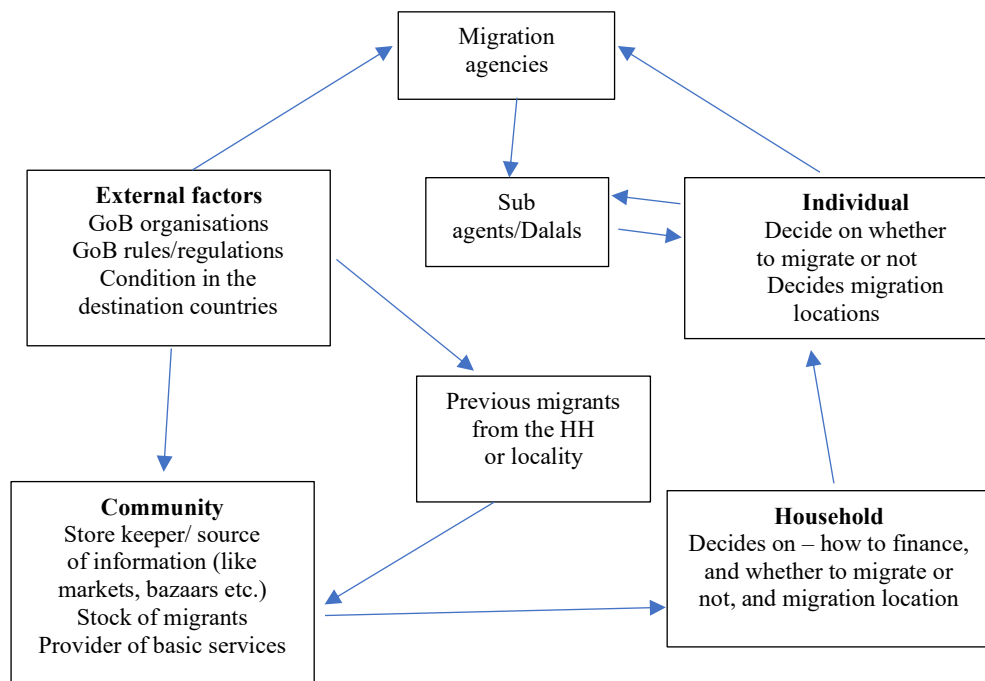 Migration
agencies
External factors
GoB organisations
GoB rules/regulations
Condition in the
destination countries
Sub
agents/Dalals
Individual
Decide on whether
to migrate or not
Decides migration
locations
Previous migrants
from the HH
or locality
Community
Store keeper/ source
of information (like
markets, bazaars etc.)
Stock of migrants
Provider of basic services
Household
Decides on – how to finance,
and whether to migrate or
not, and migration location